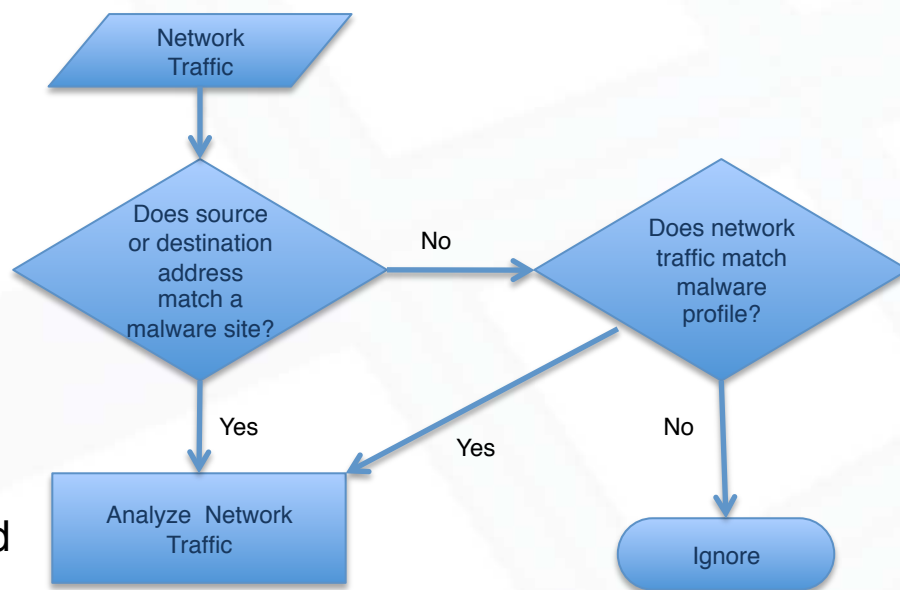 Network
Traffic
Does source
or destination
address
match a
malware site?
No
Does network
traffic match
malware
profile?
Yes
Yes
No
Analyze Network
Traffic
d
Ignore